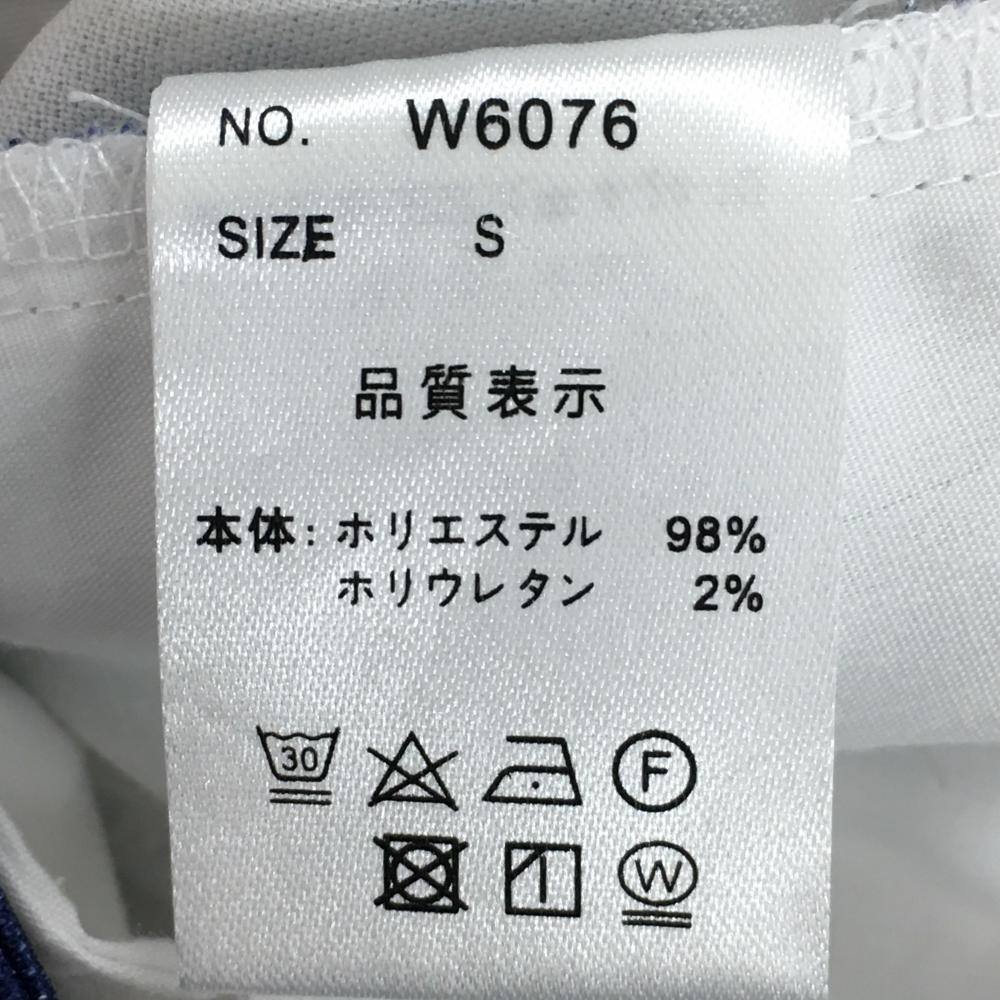 NO. W6076
SIZE S
品質表示
本体: ホリエステル 98%
ホリウレタン 2%
30
F
W